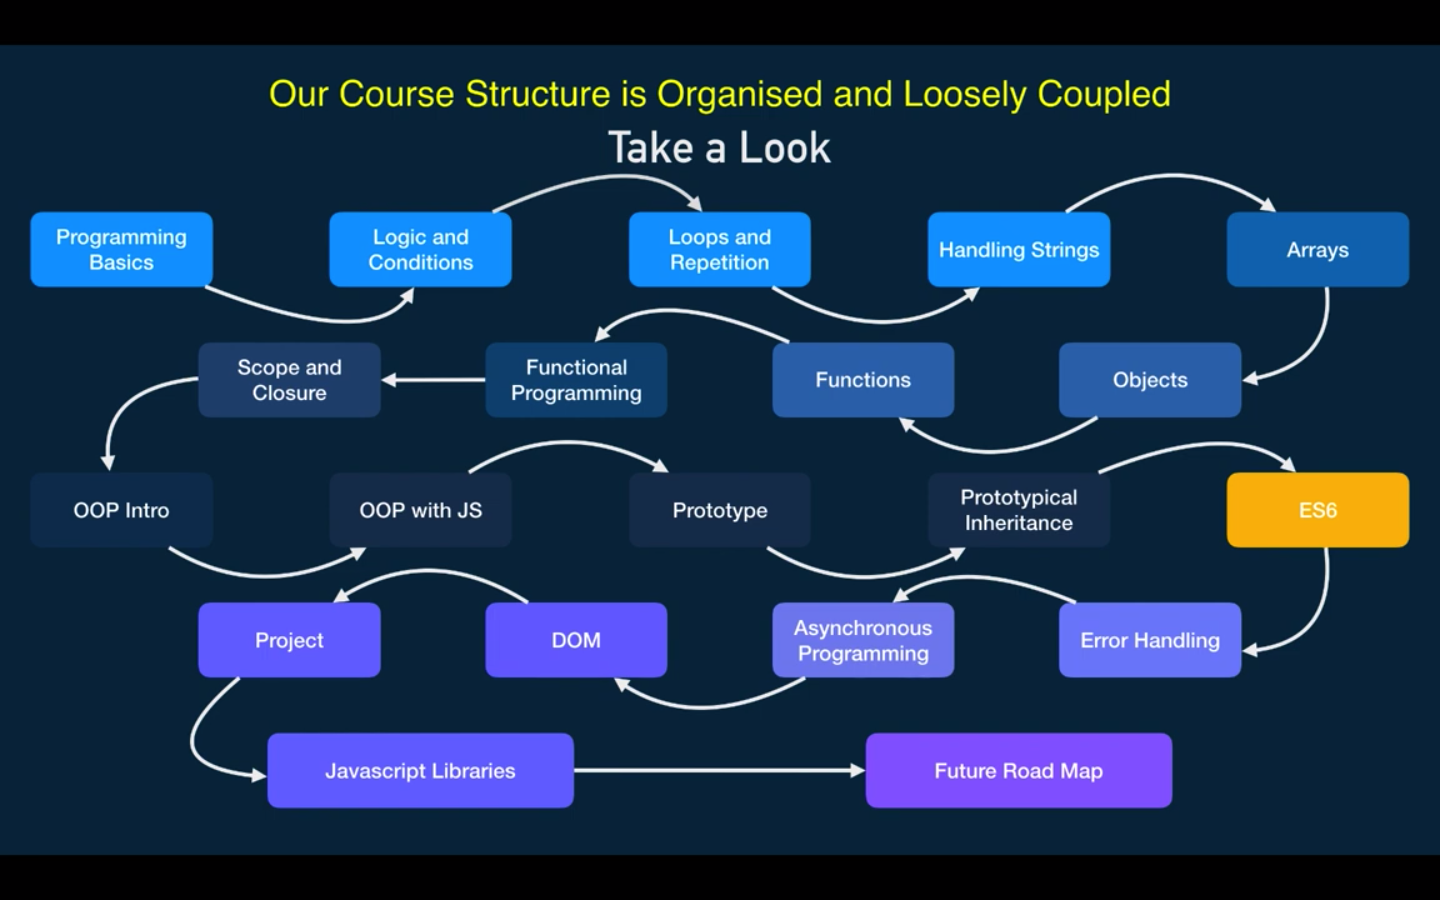 Our Course Structure is Organised and Loosely Coupled
Take a Look
Programming
Basics
Logic and
Conditions
Loops and
Repetition
Handling Strings
Arrays
Scope and
Closure
Functional
Programming
Functions
Objects
OOP Intro
OOP with JS
Prototype
Prototypical
Inheritance
ES6
Project
DOM
Asynchronous
Programming
Error Handling
Javascript Libraries
Future Road Map